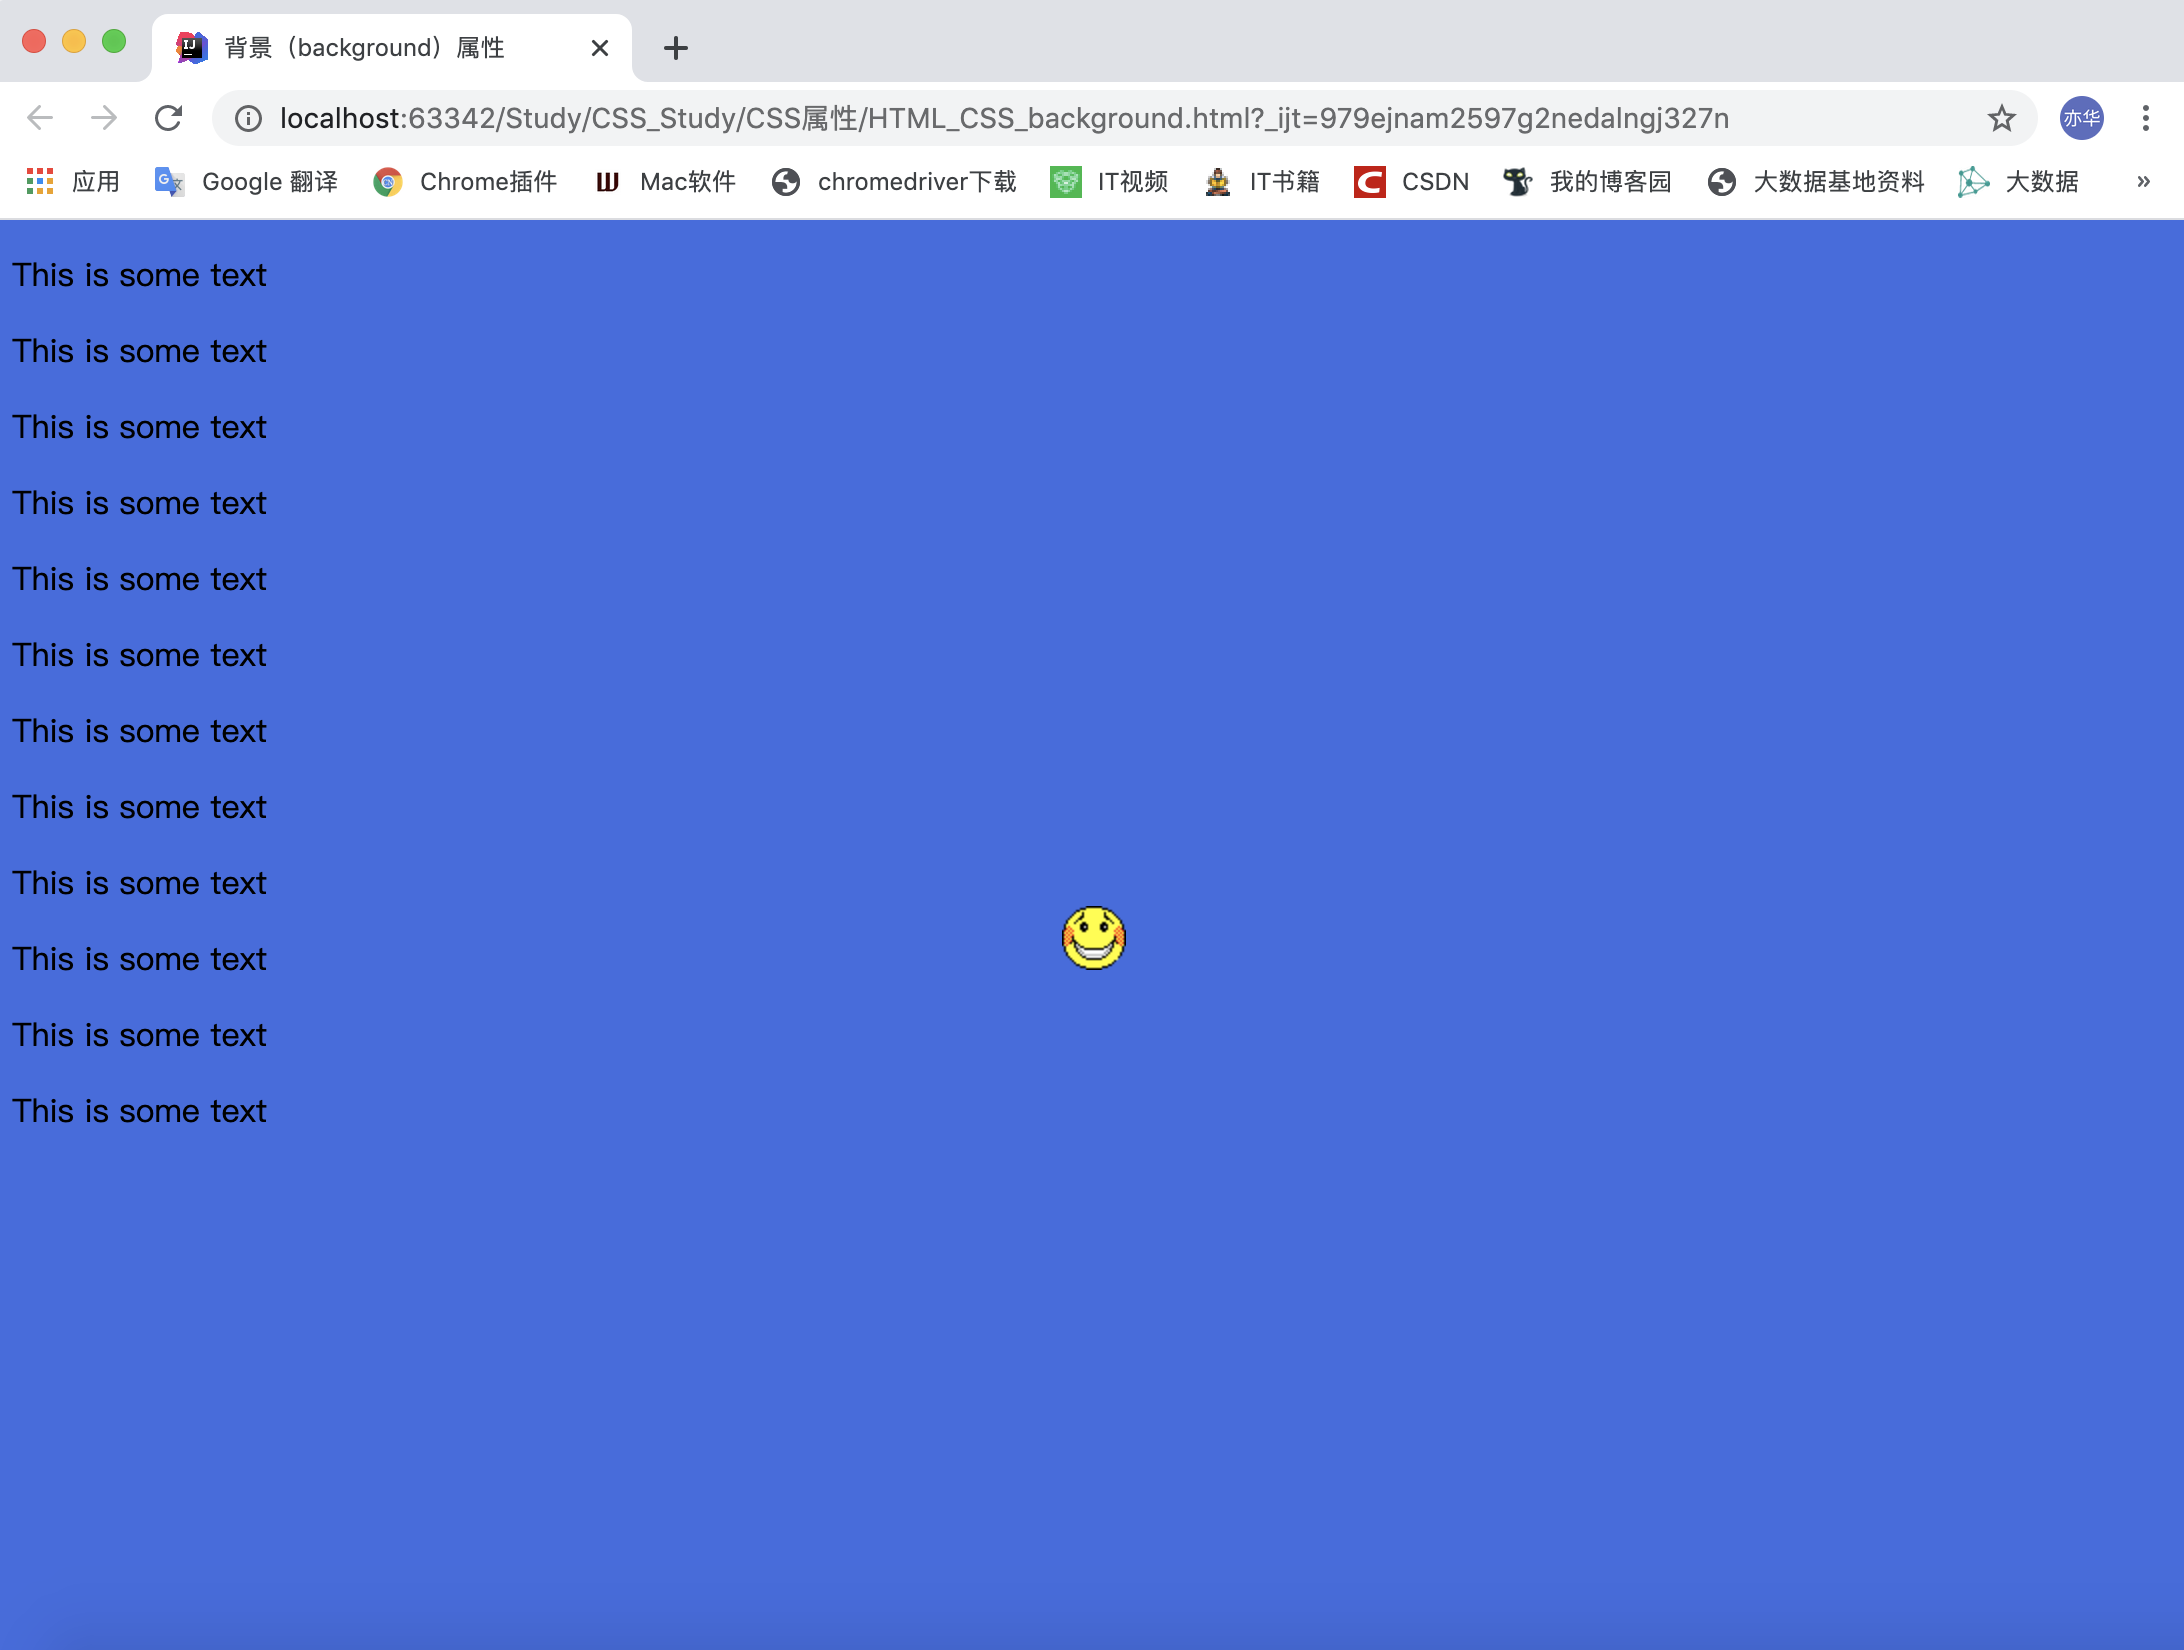 背景（background）属性
localhost:63342/Study/CSS_Study/CSS属性/HTML_CSS_background.html?_ijt=979ejnam2597g2nedalngj327n
亦华
应用 Google 翻译 Chrome插件 Mac软件 chromedriver下载 IT视频 IT书籍 CSDN 我的博客园 大数据基地资料 大数据 »
This is some text
This is some text
This is some text
This is some text
This is some text
This is some text
This is some text
This is some text
This is some text
This is some text
This is some text
This is some text